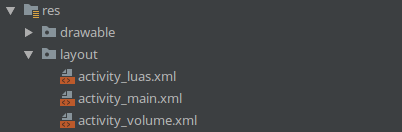 res
drawable
layout
activity_luas.xml
activity_main.xml
activity_volume.xml